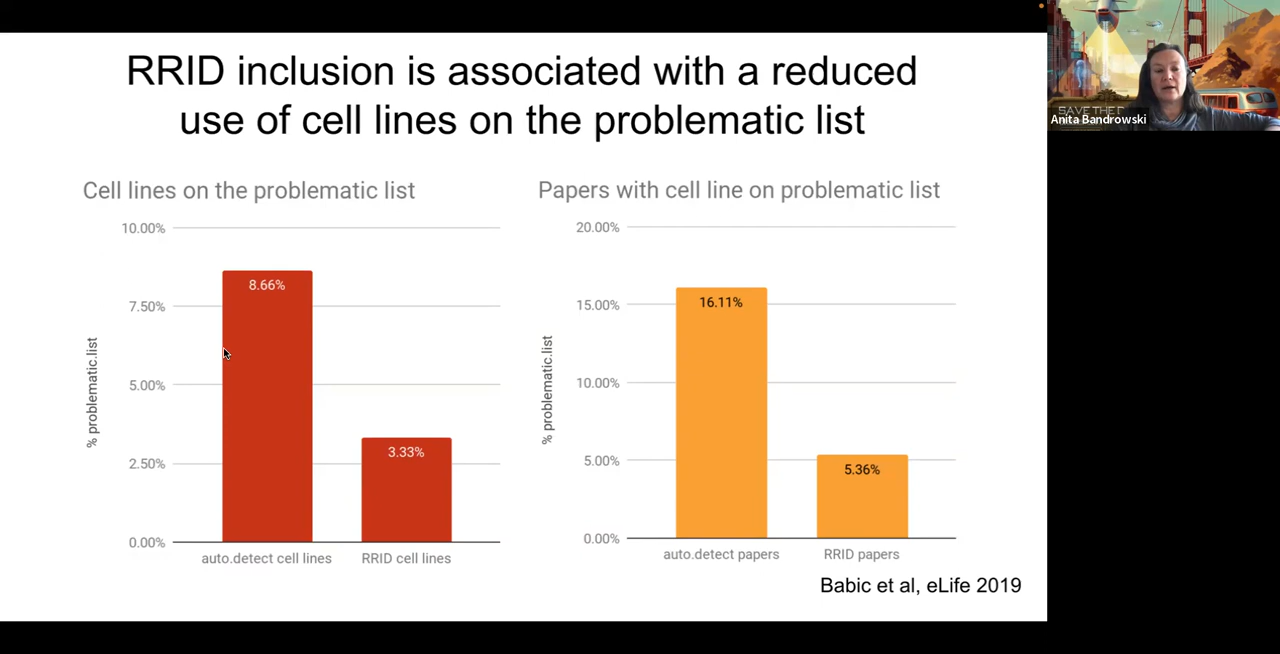 RRID inclusion is associated with a reduced
use of cell lines on the problematic list
Cell lines on the problematic list
10.00%
7.50%
5.00%
2.50%
0.00%
% problematic.list
8.66%
3.33%
auto.detect cell lines
RRID cell lines
Papers with cell line on problematic list
20.00%
15.00%
10.00%
5.00%
0.00%
% problematic.list
16.11%
5.36%
auto.detect papers
RRID papers
Babic et al, eLife 2019
SAVE THE
Anita Bandrowski